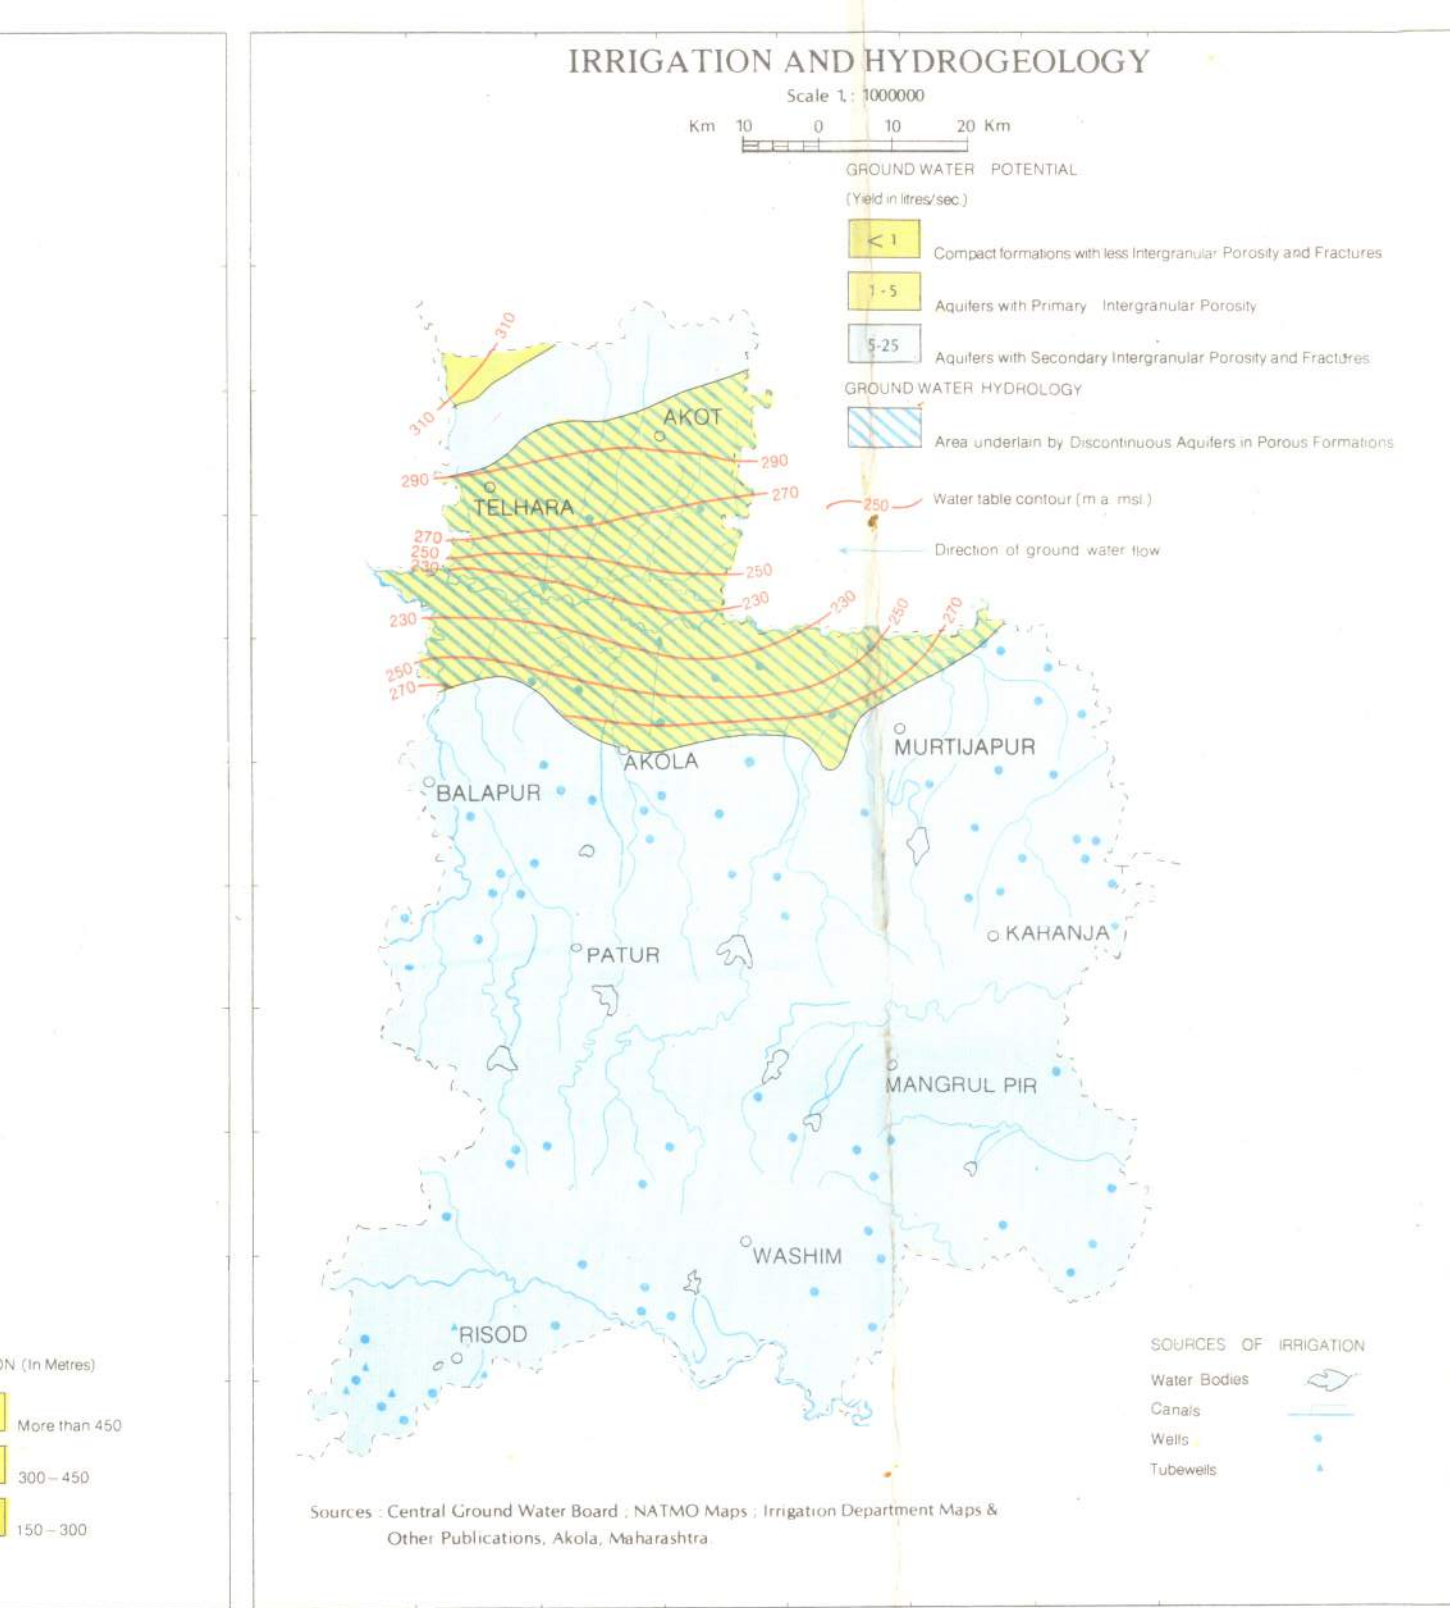 IRRIGATION AND HYDROGEOLOGY
Scale 1 : 1000000
Km 10 0 10 20 Km
GROUND WATER POTENTIAL
(Yield in litres/sec.)
< 1
Compact formations with less Intergranular Porosity and Fractures
1-5
Aquifers with Primary Intergranular Porosity
5-25
Aquifers with Secondary Intergranular Porosity and Fractures
GROUND WATER HYDROLOGY
Area underlain by Discontinuous Aquifers in Porous Formations
250
Water table contour (m a msl.)
Direction of ground water flow
310
310
AKOT
290
290
TELHARA
270
270
250
230
250
230
230
230
250
270
250
270
MURTIJAPUR
AKOLA
BALAPUR
KAHANJA
PATUR
MANGRUL PIR
WASHIM
RISOD
SOURCES OF IRRIGATION
Water Bodies
Canals
Wells
Tubewells
ON (In Metres)
More than 450
300–450
150–300
Sources : Central Ground Water Board ; NATMO Maps ; Irrigation Department Maps &
Other Publications, Akola, Maharashtra